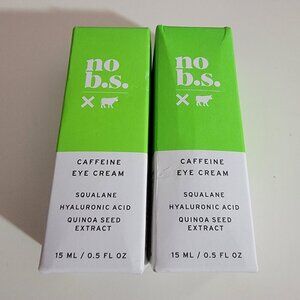 no
b.s.
CAFFEINE
EYE CREAM
SQUALANE
HYALURONIC ACID
QUINOA SEED
EXTRACT
15 ML / 0.5 FL OZ
no
b.s.
CAFFEINE
EYE CREAM
SQUALANE
HYALURONIC ACID
QUINOA SEED
EXTRACT
15 ML / 0.5 FL OZ